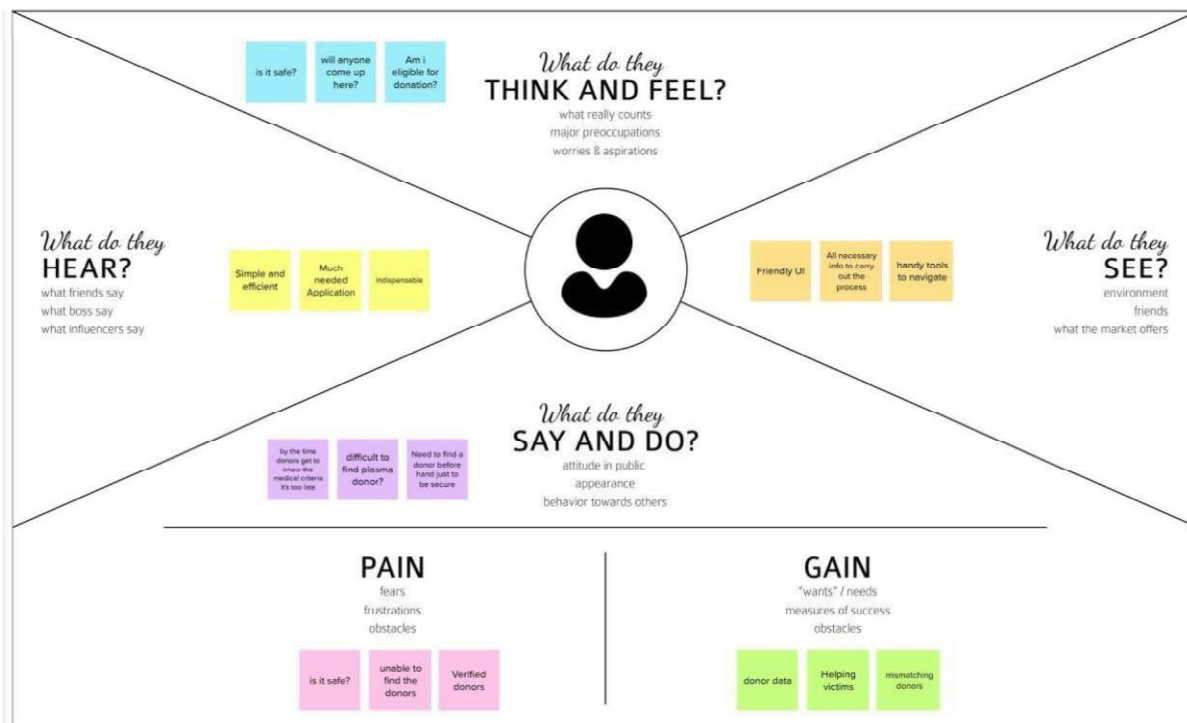 is it safe?
will anyone
come up
here?
Am i
eligible for
donation?
What do they
THINK AND FEEL?
what really counts
major preoccupations
worries & aspirations
What do they
HEAR?
what friends say
what boss say
what influencers say
Simple and
efficient
Much
needed
Application
Indispensable
Friendly UI
All necessary
info to carry
out the
process
handy tools
to navigate
What do they
SEE?
environment
friends
what the market offers
by the time
donors get to
know the
medical criteria
it's too late
difficult to
find plasma
donor?
Need to find a
donor before
hand just to
be secure
What do they
SAY AND DO?
attitude in public
appearance
behavior towards others
PAIN
fears
frustrations
obstacles
is it safe?
unable to
find the
donors
Verified
donors
GAIN
"wants" / needs
measures of success
obstacles
donor data
Helping
victims
mismatching
donors